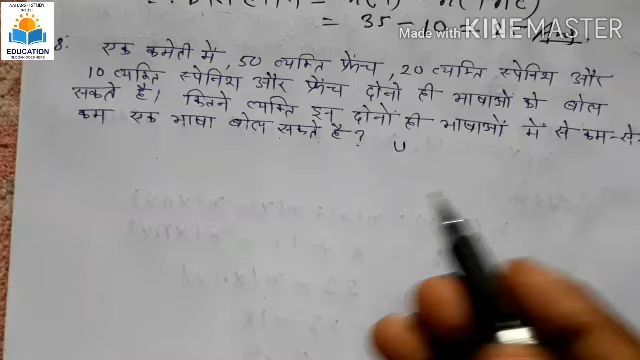 = 35 - 10 =
Made with KINEMASTER
EDUCATION
8. एक कमेटी में, 50 व्यक्ति फ्रेंच, 20 व्यक्ति स्पेनिश और
10 व्यक्ति स्पेनिश और फ्रेंच दोनो ही भाषाओं को बोल
सकते है। कितने व्यक्ति इन दोनों ही भाषाओं में से कम-से-
कम एक भाषा बोल सकते है ?
U